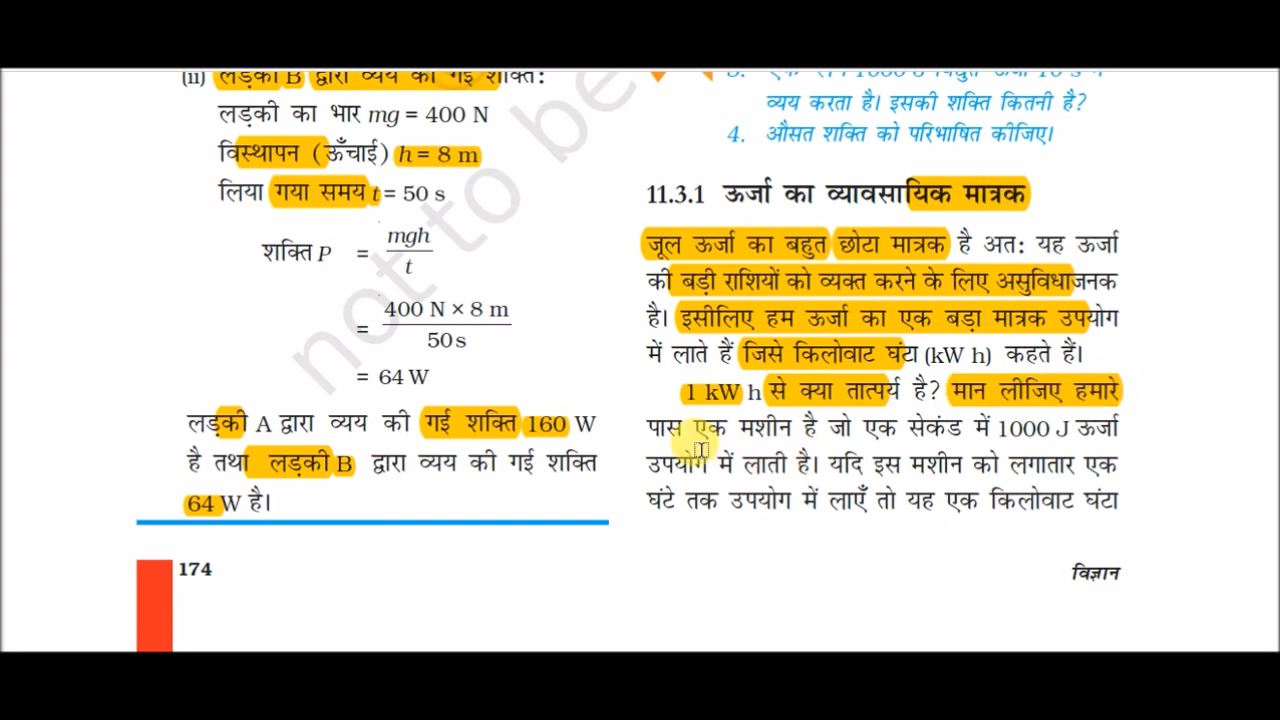 (ii) लड़की B द्वारा व्यय की गई शक्ति:
लड़की का भार mg = 400 N
विस्थापन (ऊँचाई) h = 8 m
लिया गया समय t = 50 s
शक्ति P = mgh / t
= 400 N × 8 m / 50 s
= 64 W
लड़की A द्वारा व्यय की गई शक्ति 160 W
है तथा लड़की B द्वारा व्यय की गई शक्ति
64 W है।
174
व्यय करता है। इसकी शक्ति कितनी है?
4. औसत शक्ति को परिभाषित कीजिए।
11.3.1 ऊर्जा का व्यावसायिक मात्रक
जूल ऊर्जा का बहुत छोटा मात्रक है अत: यह ऊर्जा
की बड़ी राशियों को व्यक्त करने के लिए असुविधाजनक
है। इसीलिए हम ऊर्जा का एक बड़ा मात्रक उपयोग
में लाते हैं जिसे किलोवाट घंटा (kW h) कहते हैं।
1 kW h से क्या तात्पर्य है? मान लीजिए हमारे
पास एक मशीन है जो एक सेकंड में 1000 J ऊर्जा
उपयोग में लाती है। यदि इस मशीन को लगातार एक
घंटे तक उपयोग में लाएँ तो यह एक किलोवाट घंटा
विज्ञान
not to be